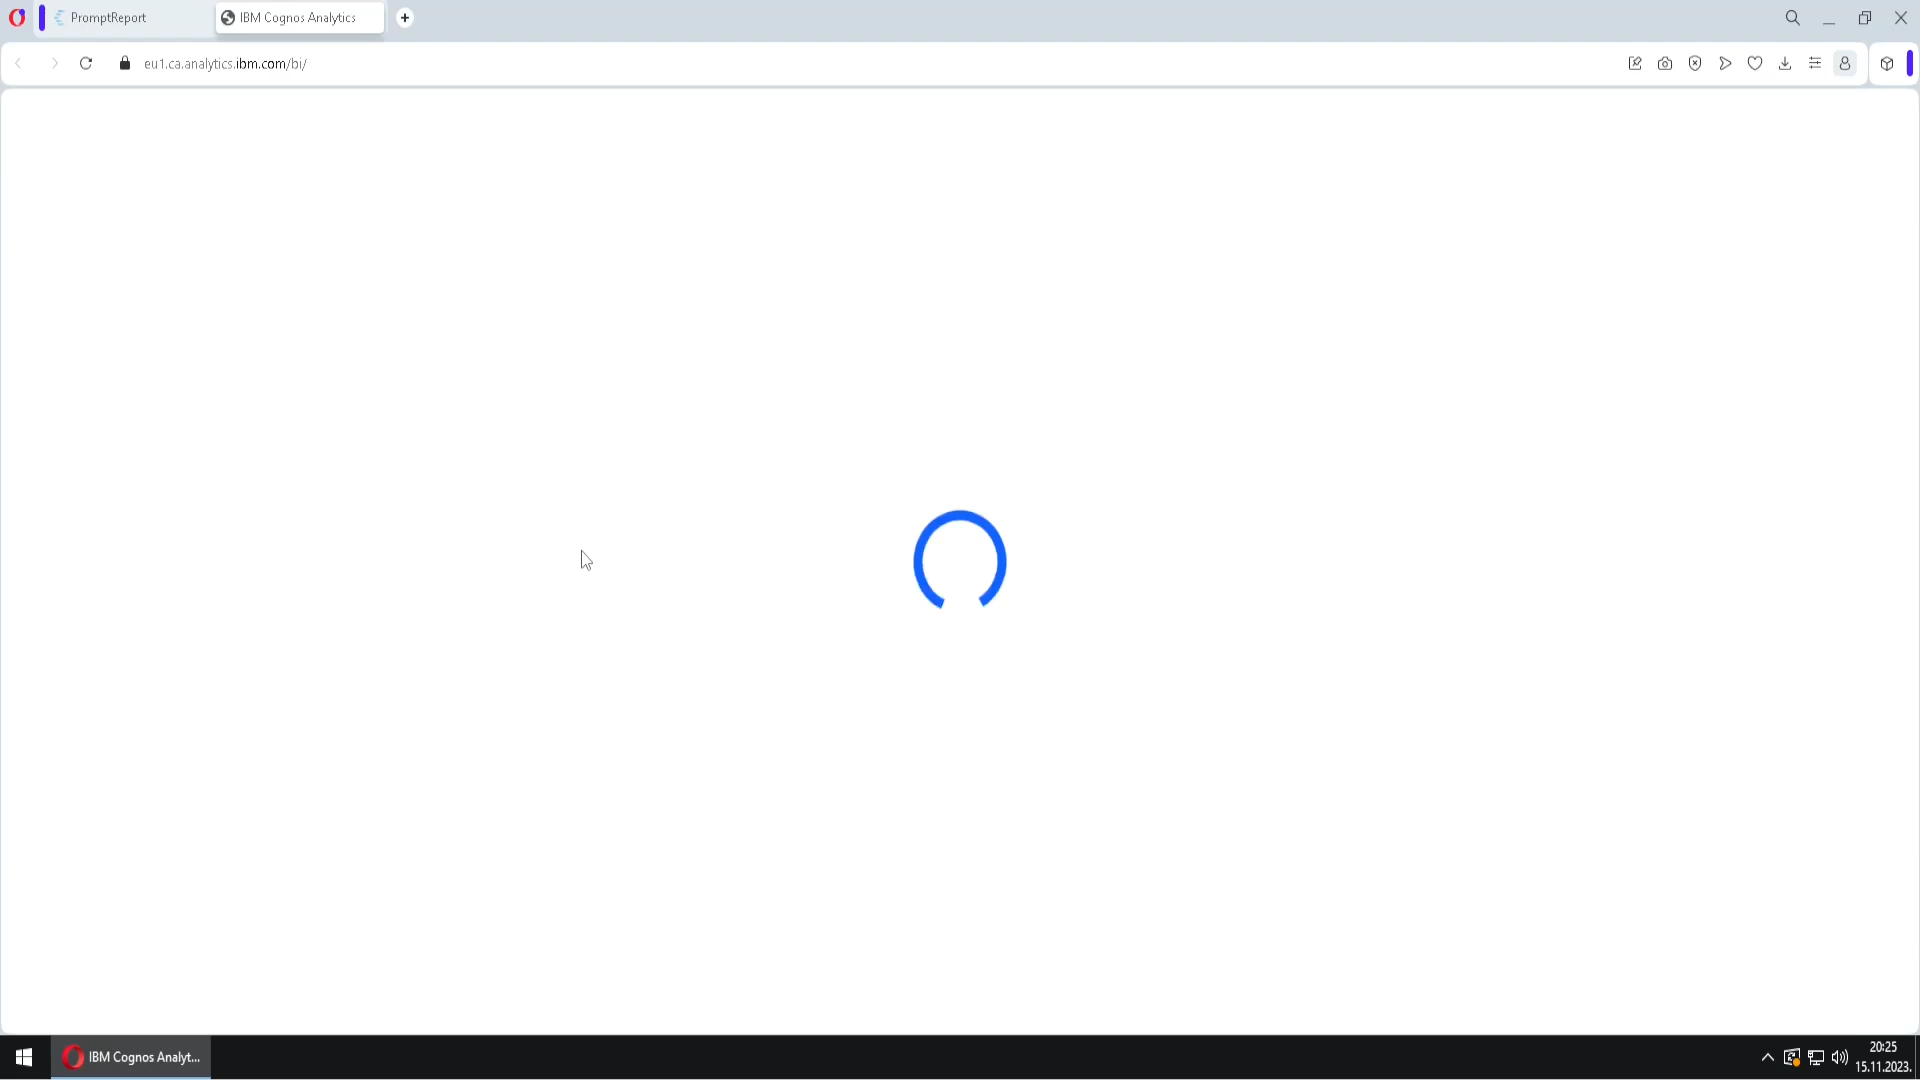 PromptReport
IBM Cognos Analytics
eu1.ca.analytics.ibm.com/bi/
IBM Cognos Analyt...
20:25
15.11.2023.